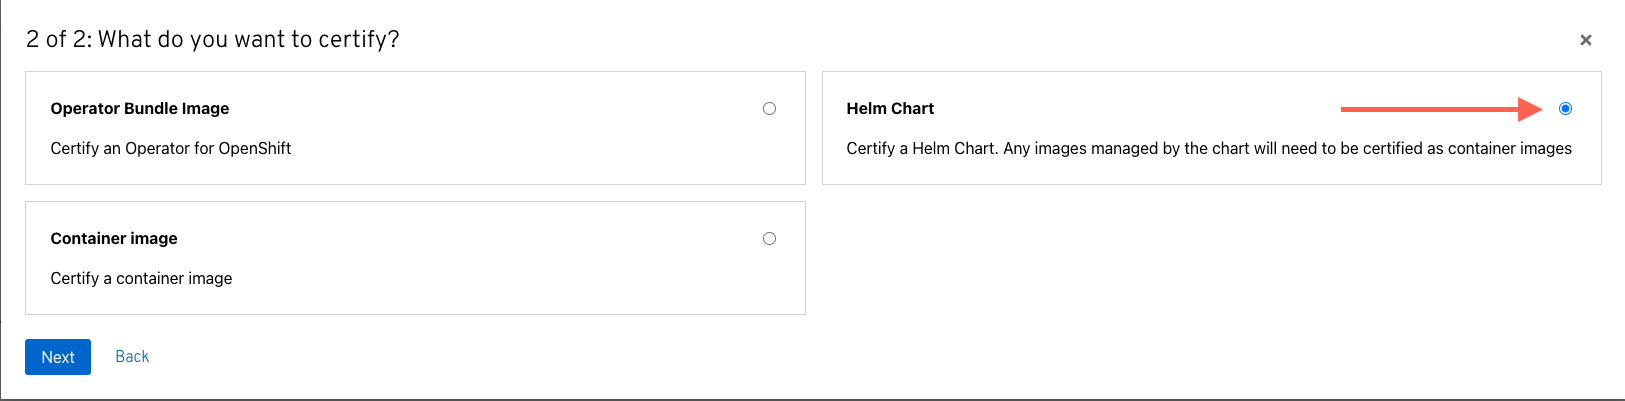 2 of 2: What do you want to certify?
Operator Bundle Image
Certify an Operator for OpenShift
Helm Chart
Certify a Helm Chart. Any images managed by the chart will need to be certified as container images
Container image
Certify a container image
Next
Back